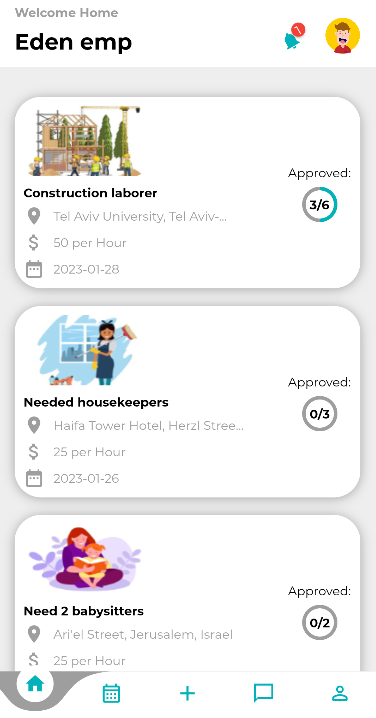 Welcome Home
Eden emp
Approved:
Construction laborer
3/6
Tel Aviv University, Tel Aviv-...
50 per Hour
2023-01-28
Approved:
Needed housekeepers
0/3
Haifa Tower Hotel, Herzl Stree...
25 per Hour
2023-01-26
Approved:
Need 2 babysitters
0/2
Ari'el Street, Jerusalem, Israel
25 per Hour